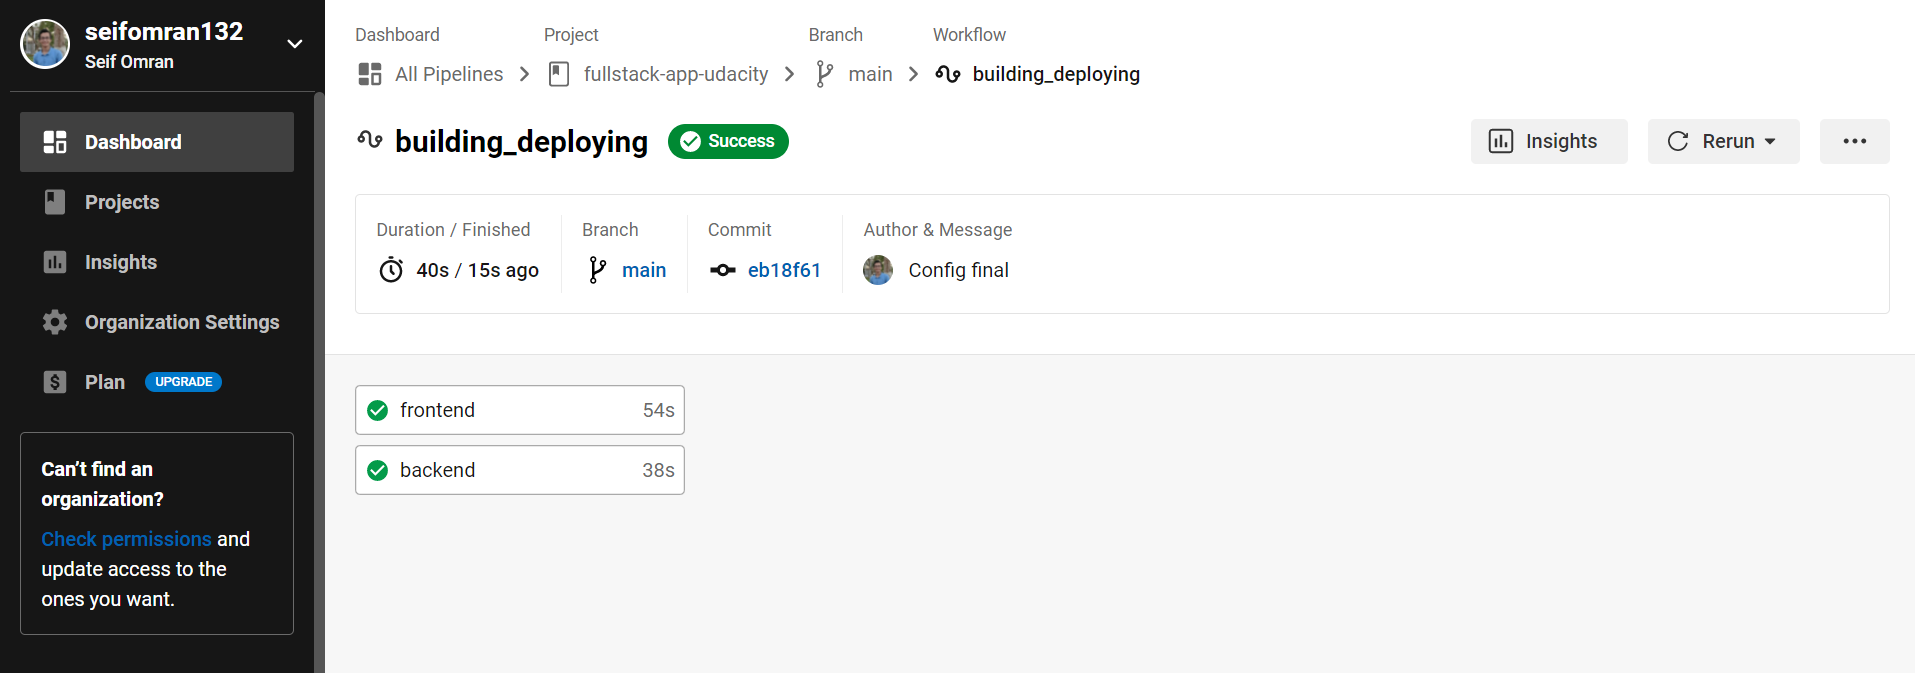 seifomran132
Seif Omran
Dashboard
Projects
Insights
Organization Settings
Plan UPGRADE
Can't find an
organization?
Check permissions and
update access to the
ones you want.
Dashboard Project Branch Workflow
All Pipelines fullstack-app-udacity main building_deploying
building_deploying Success
Insights Rerun
Duration / Finished Branch Commit Author & Message
40s / 15s ago main eb18f61 Config final
frontend 54s
backend 38s